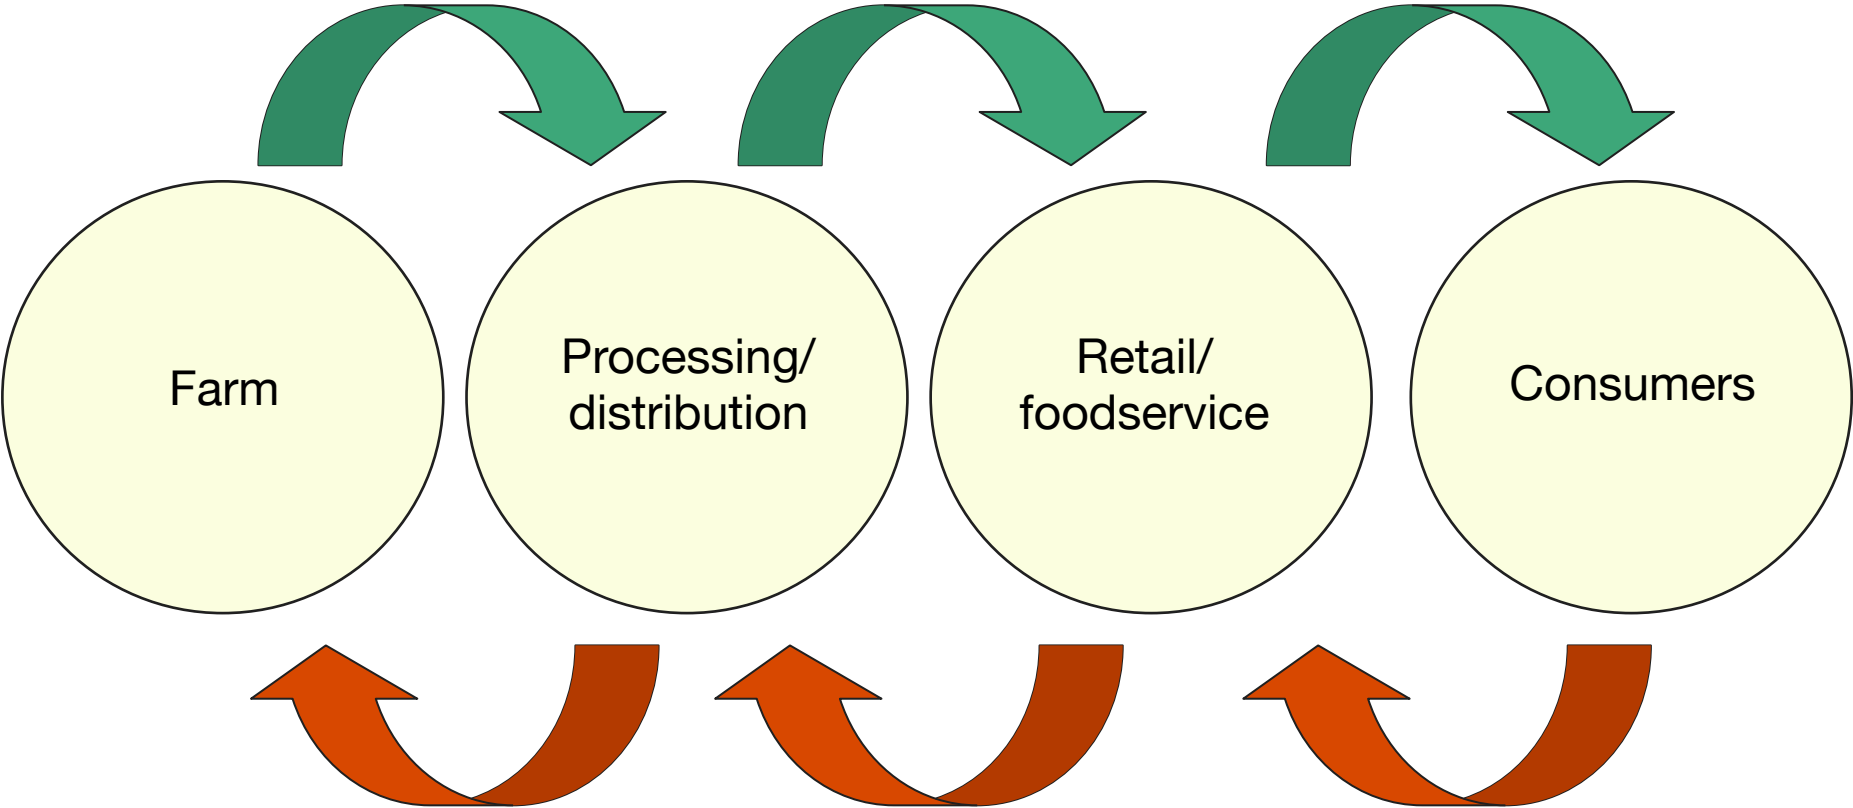 Farm
Processing/
distribution
Retail/
foodservice
Consumers